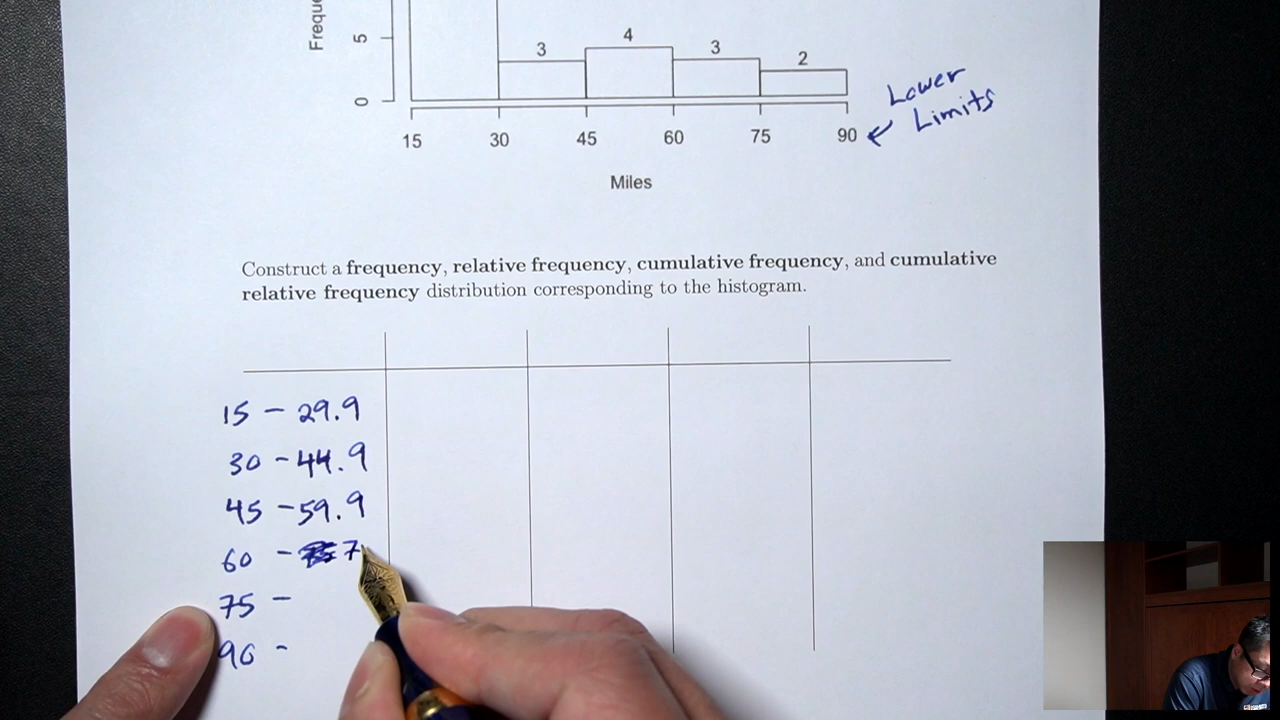 Frequ
5
0
3
4
3
2
15 30 45 60 75 90
Lower
Limits
Miles
Construct a frequency, relative frequency, cumulative frequency, and cumulative
relative frequency distribution corresponding to the histogram.
15 - 29.9
30 - 44.9
45 - 59.9
60 - 7
75 -
90 -